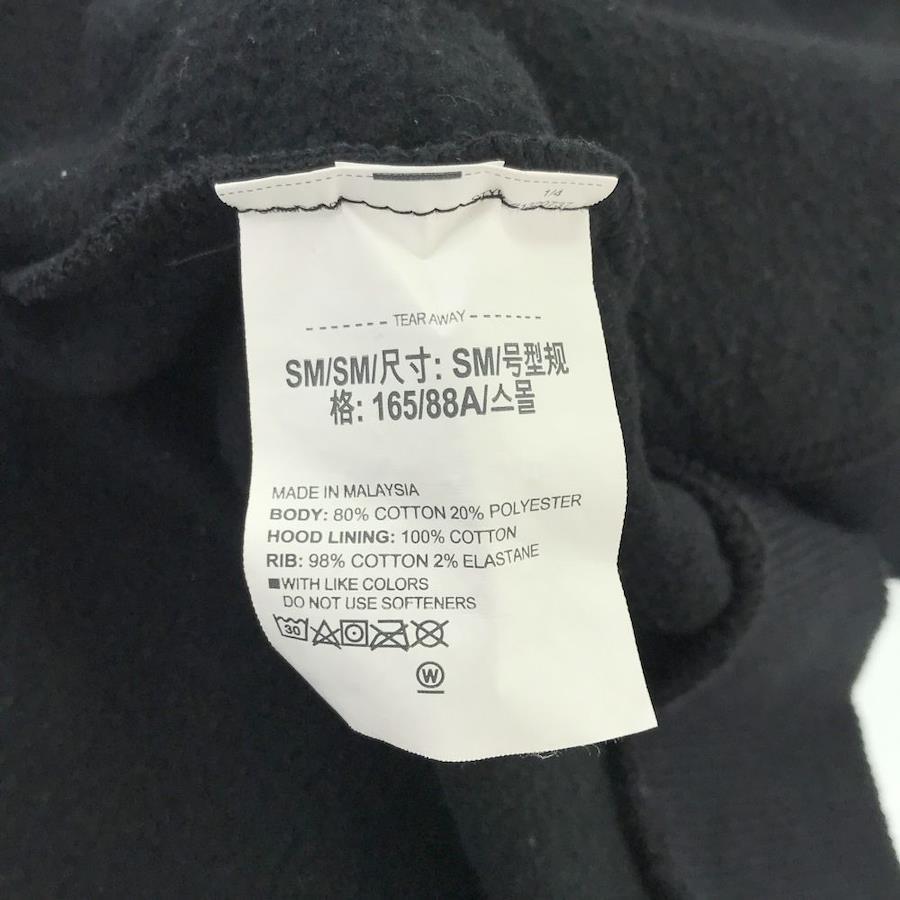 1/4
TEAR AWAY
SM/SM/尺寸: SM/号型规
格: 165/88A/스몰
MADE IN MALAYSIA
BODY: 80% COTTON 20% POLYESTER
HOOD LINING: 100% COTTON
RIB: 98% COTTON 2% ELASTANE
■WITH LIKE COLORS
DO NOT USE SOFTENERS
30
W